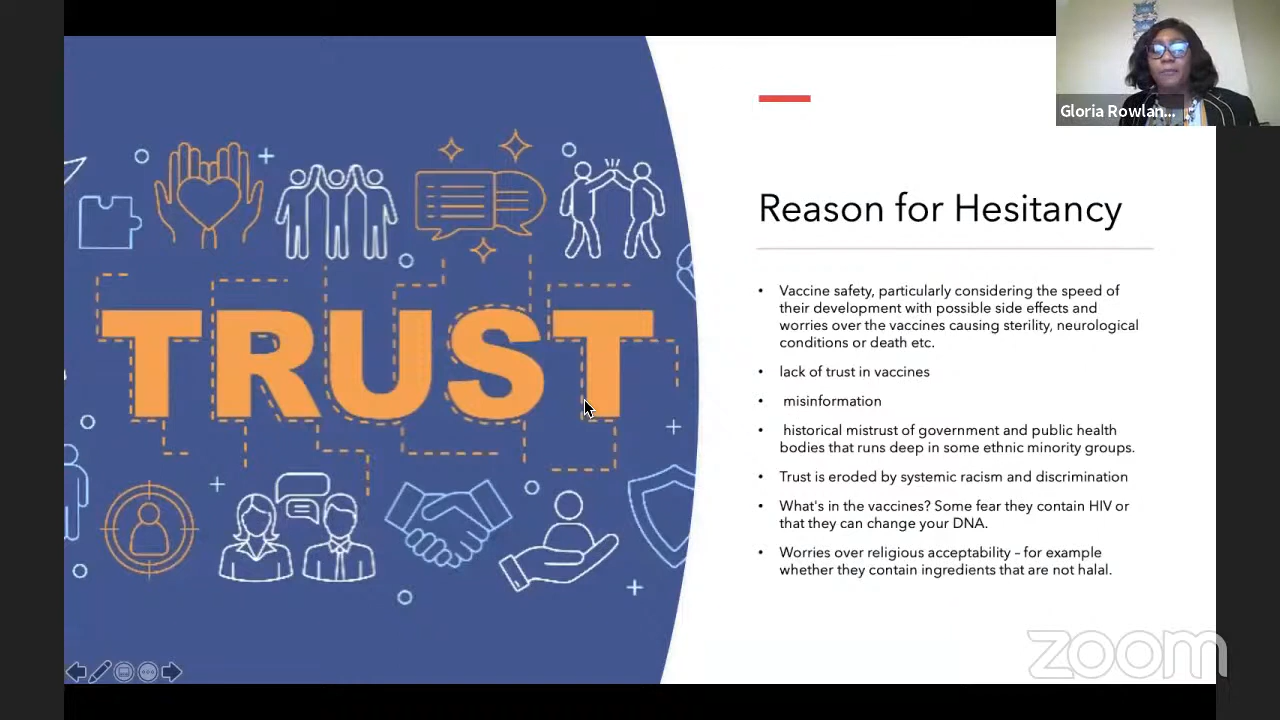 Gloria Rowlan...
TRUST
Reason for Hesitancy
• Vaccine safety, particularly considering the speed of
their development with possible side effects and
worries over the vaccines causing sterility, neurological
conditions or death etc.
• lack of trust in vaccines
• misinformation
• historical mistrust of government and public health
bodies that runs deep in some ethnic minority groups.
• Trust is eroded by systemic racism and discrimination
• What's in the vaccines? Some fear they contain HIV or
that they can change your DNA.
• Worries over religious acceptability – for example
whether they contain ingredients that are not halal.
zoom